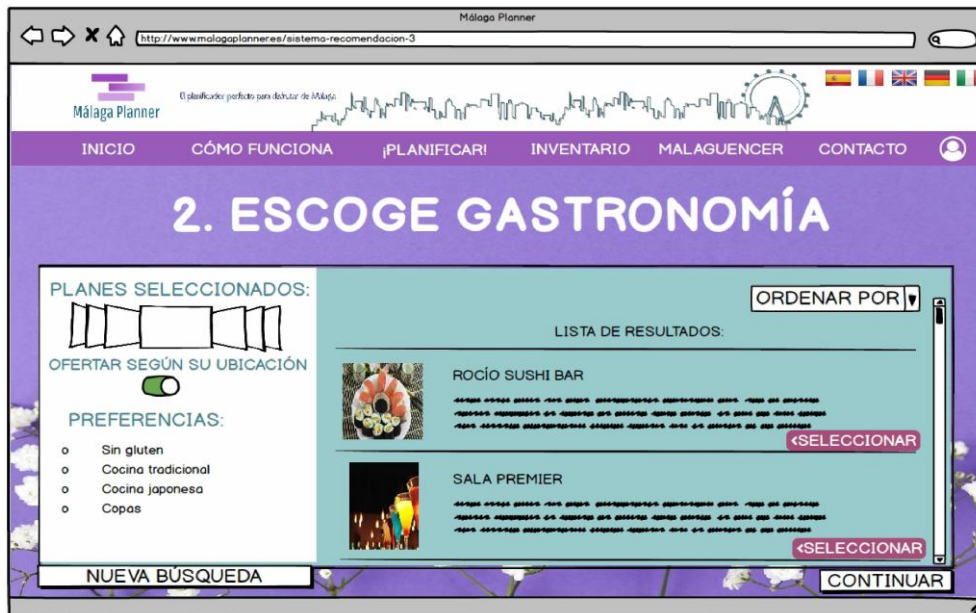 Málaga Planner
http://www.malagaplanner.es/sistema-recomendacion-3
Málaga Planner
El planificador perfecto para disfrutar de Málaga
INICIO
CÓMO FUNCIONA
¡PLANIFICAR!
INVENTARIO
MALAGUENCER
CONTACTO
2. ESCOGE GASTRONOMÍA
PLANES SELECCIONADOS:
OFERTAR SEGÚN SU UBICACIÓN
PREFERENCIAS:
Sin gluten
Cocina tradicional
Cocina japonesa
Copas
ORDENAR POR
LISTA DE RESULTADOS:
ROCÍO SUSHI BAR
<SELECCIONAR
SALA PREMIER
<SELECCIONAR
NUEVA BÚSQUEDA
CONTINUAR